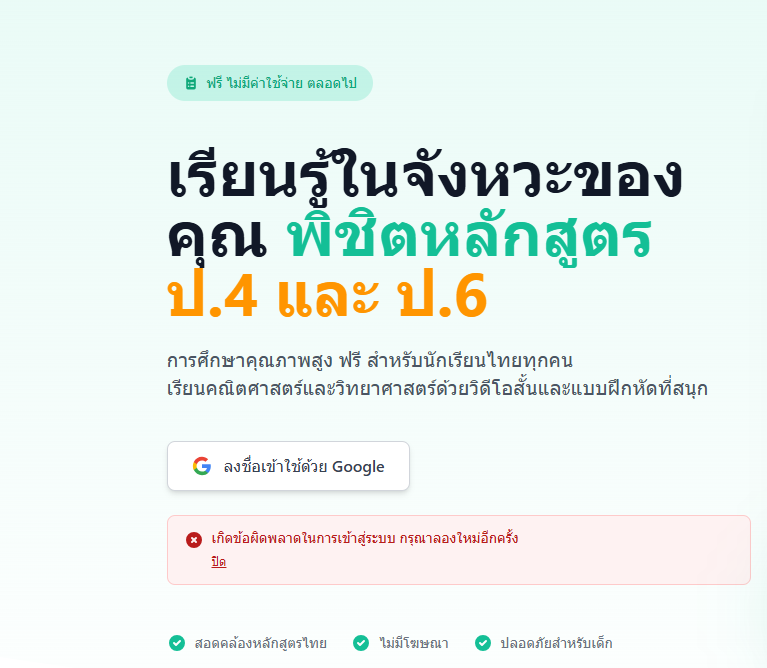 ฟรี ไม่มีค่าใช้จ่าย ตลอดไป
เรียนรู้ในจังหวะของ
คุณ พิชิตหลักสูตร
ป.4 และ ป.6
การศึกษาคุณภาพสูง ฟรี สำหรับนักเรียนไทยทุกคน
เรียนคณิตศาสตร์และวิทยาศาสตร์ด้วยวิดีโอสั้นและแบบฝึกหัดที่สนุก
ลงชื่อเข้าใช้ด้วย Google
เกิดข้อผิดพลาดในการเข้าสู่ระบบ กรุณาลองใหม่อีกครั้ง
ปิด
สอดคล้องหลักสูตรไทย ไม่มีโฆษณา ปลอดภัยสำหรับเด็ก